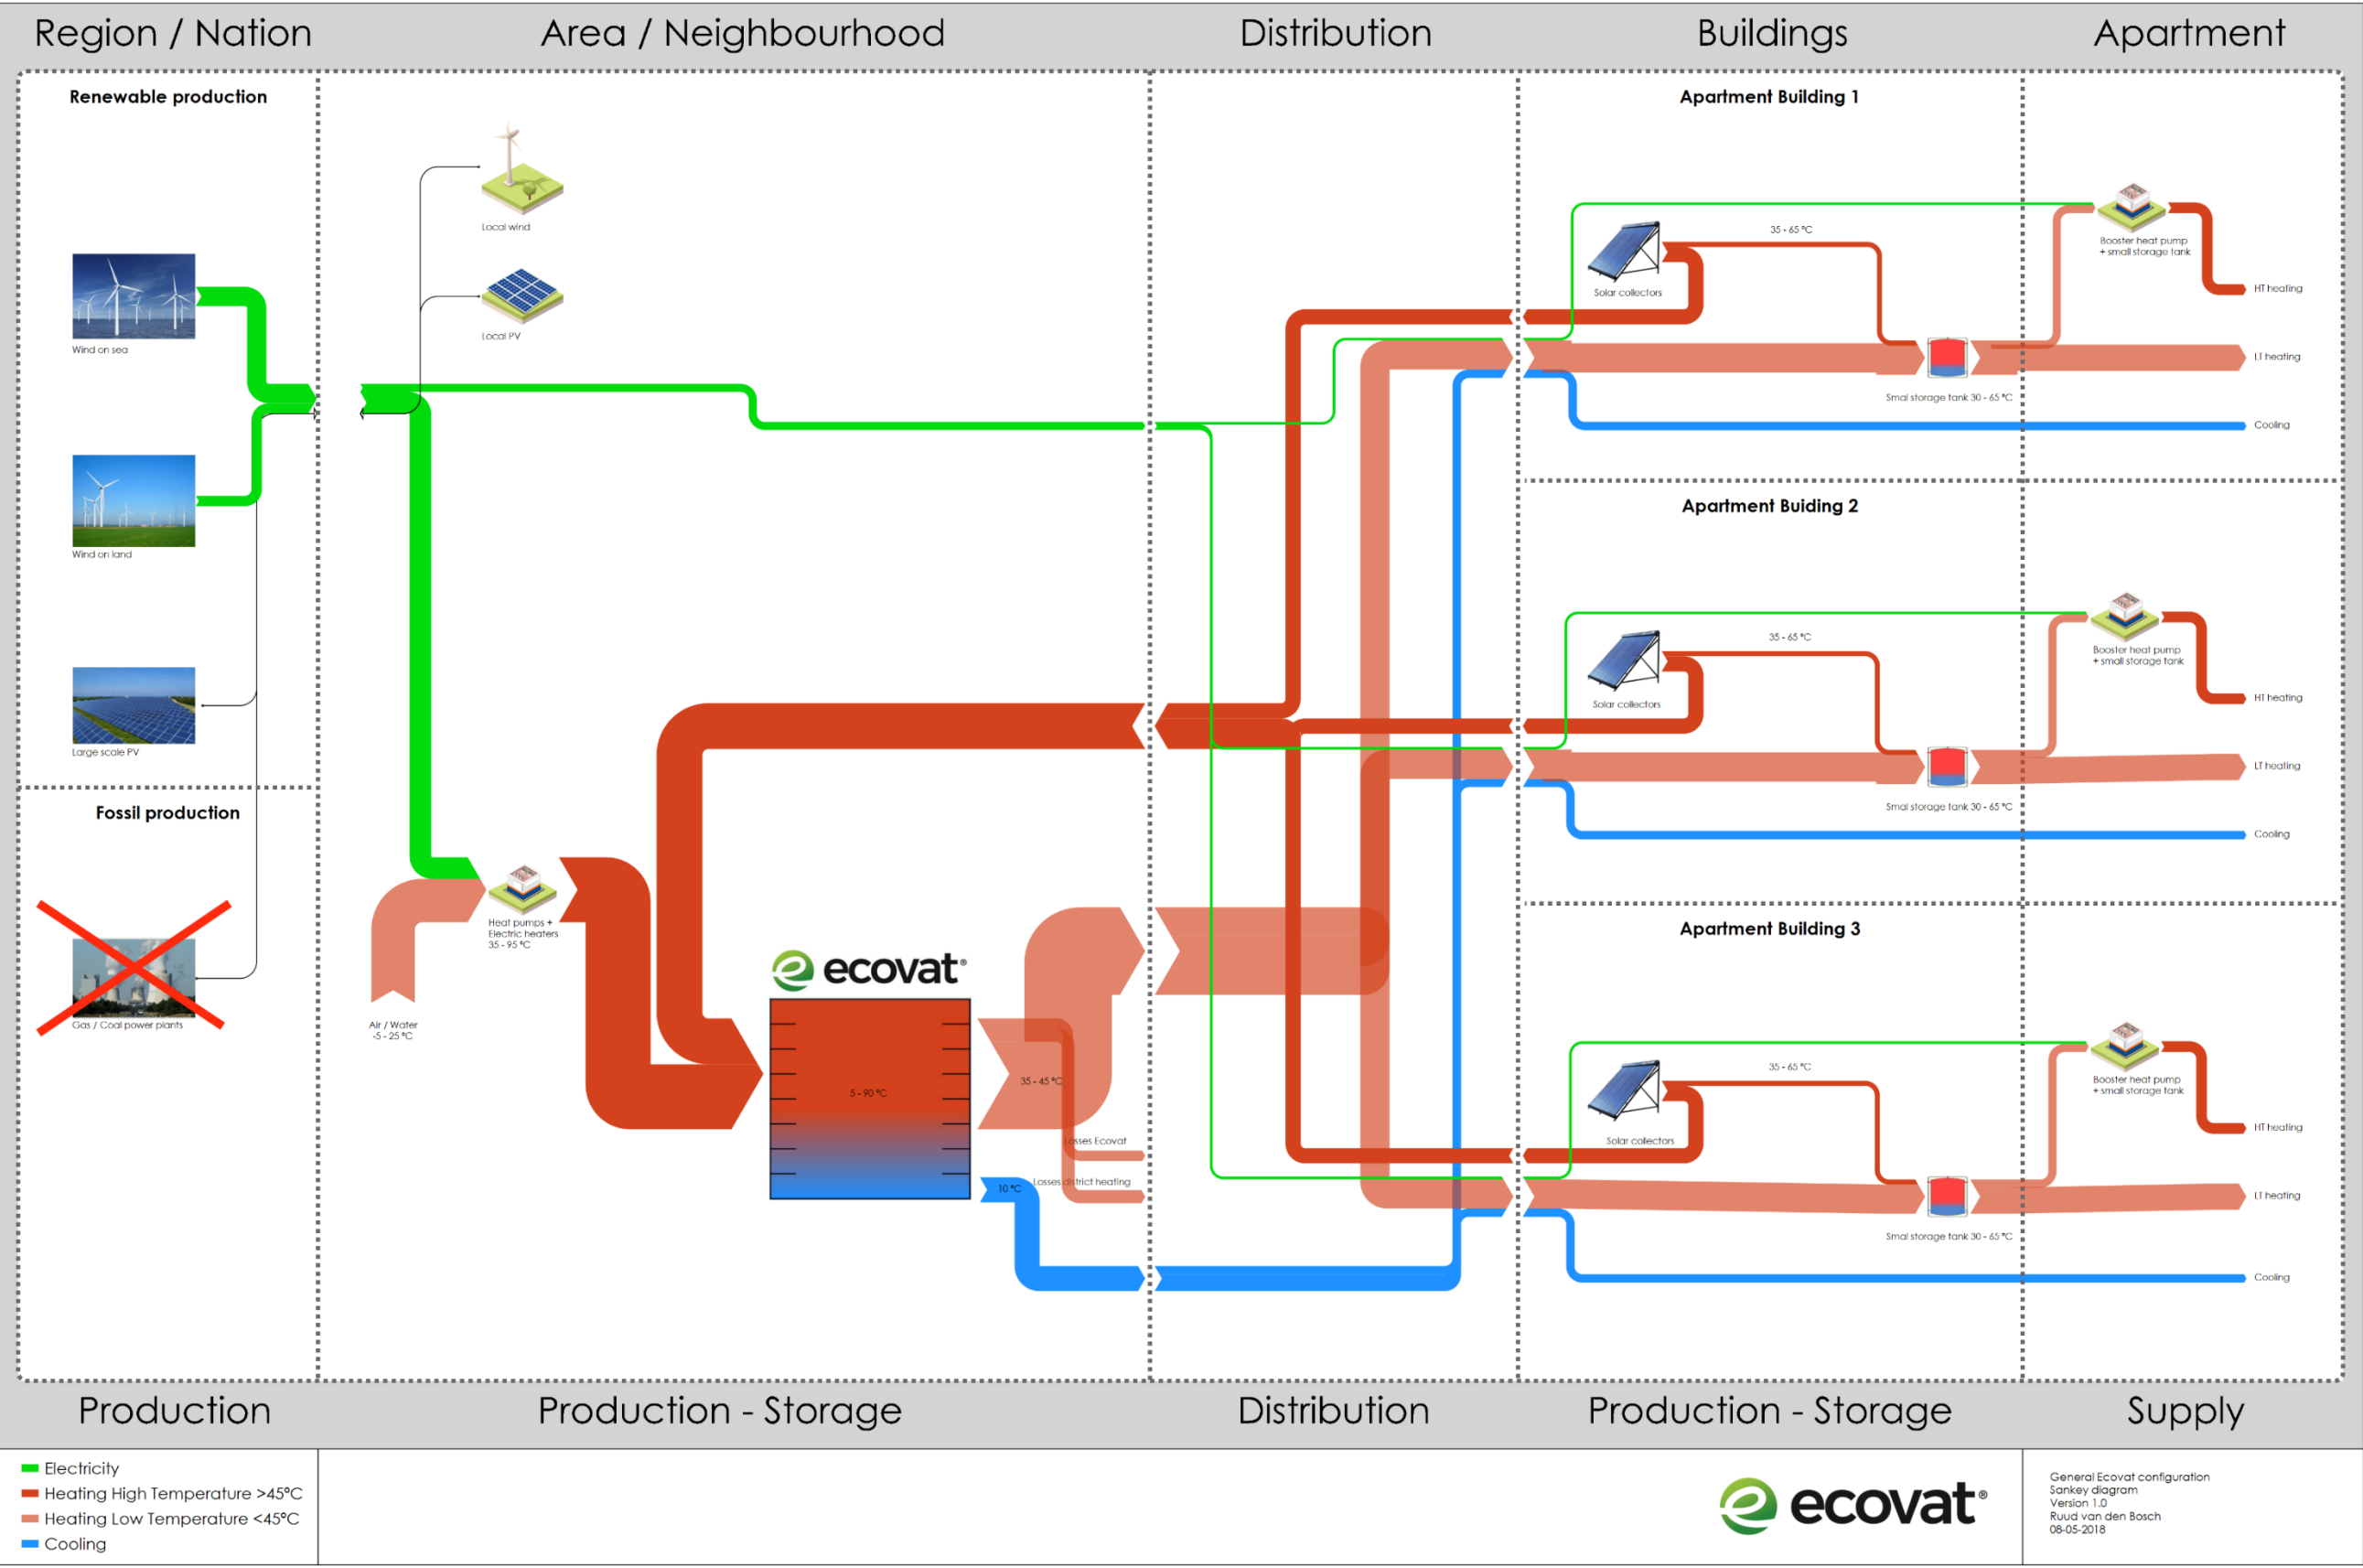 Region / Nation
Area / Neighbourhood
Distribution
Buildings
Apartment
Renewable production
Wind on sea
Wind on land
Large scale PV
Fossil production
Gas / Coal power plants
Local wind
Local PV
Heat pumps +
Electric heaters
35 - 95 °C
Air / Water
-5 - 25 °C
ecovat®
5 - 90 °C
35 - 45 °C
Losses Ecovat
Losses district heating
10 °C
Apartment Building 1
Solar collectors
35 - 65 °C
Smal storage tank 30 - 65 °C
Booster heat pump
+ small storage tank
HT heating
LT heating
Cooling
Apartment Buiding 2
Solar collectors
35 - 65 °C
Smal storage tank 30 - 65 °C
Booster heat pump
+ small storage tank
HT heating
LT heating
Cooling
Apartment Building 3
Solar collectors
35 - 65 °C
Smal storage tank 30 - 65 °C
Booster heat pump
+ small storage tank
HT heating
LT heating
Cooling
Production
Production - Storage
Distribution
Production - Storage
Supply
Electricity
Heating High Temperature >45°C
Heating Low Temperature <45°C
Cooling
ecovat®
General Ecovat configuration
Sankey diagram
Version 1.0
Ruud van den Bosch
08-05-2018